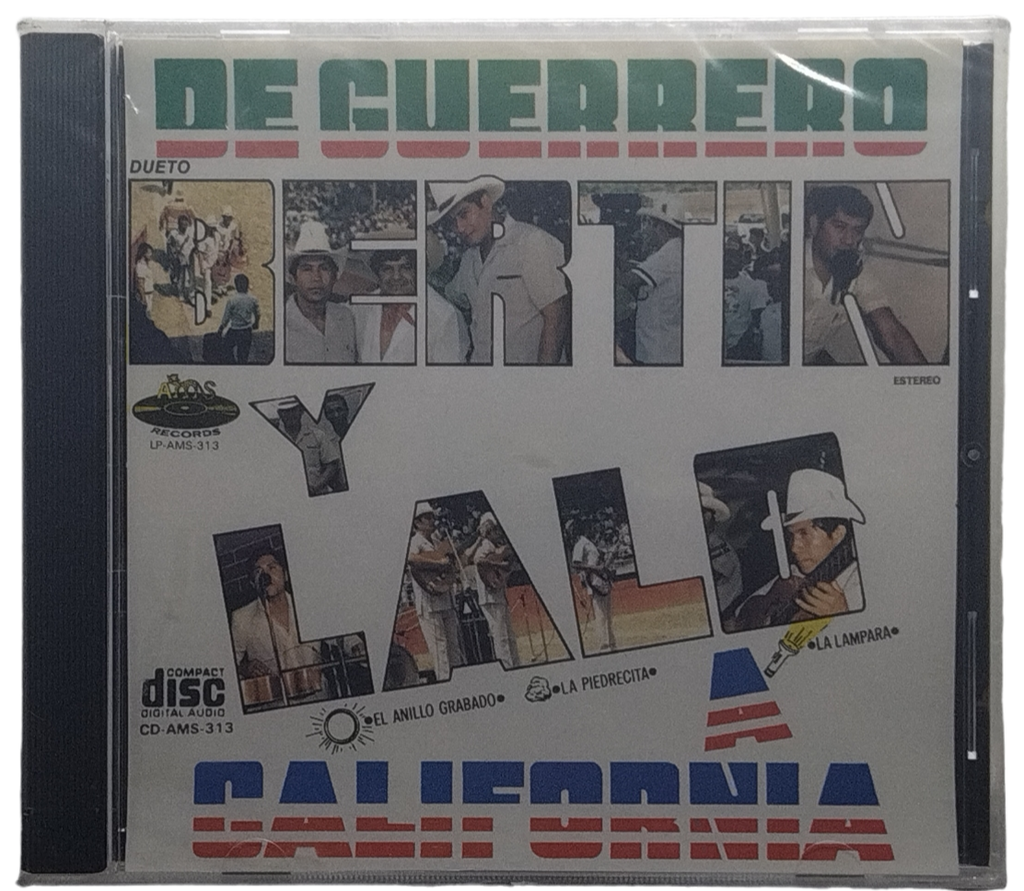 DE GUERRERO
DUETO
BERTIN
ESTEREO
RECORDS
LP-AMS-313
Y
LALO
•LA LAMPARA•
•LA PIEDRECITA•
•EL ANILLO GRABADO•
COMPACT
disc
DIGITAL AUDIO
CD-AMS-313
A
CALIFORNIA